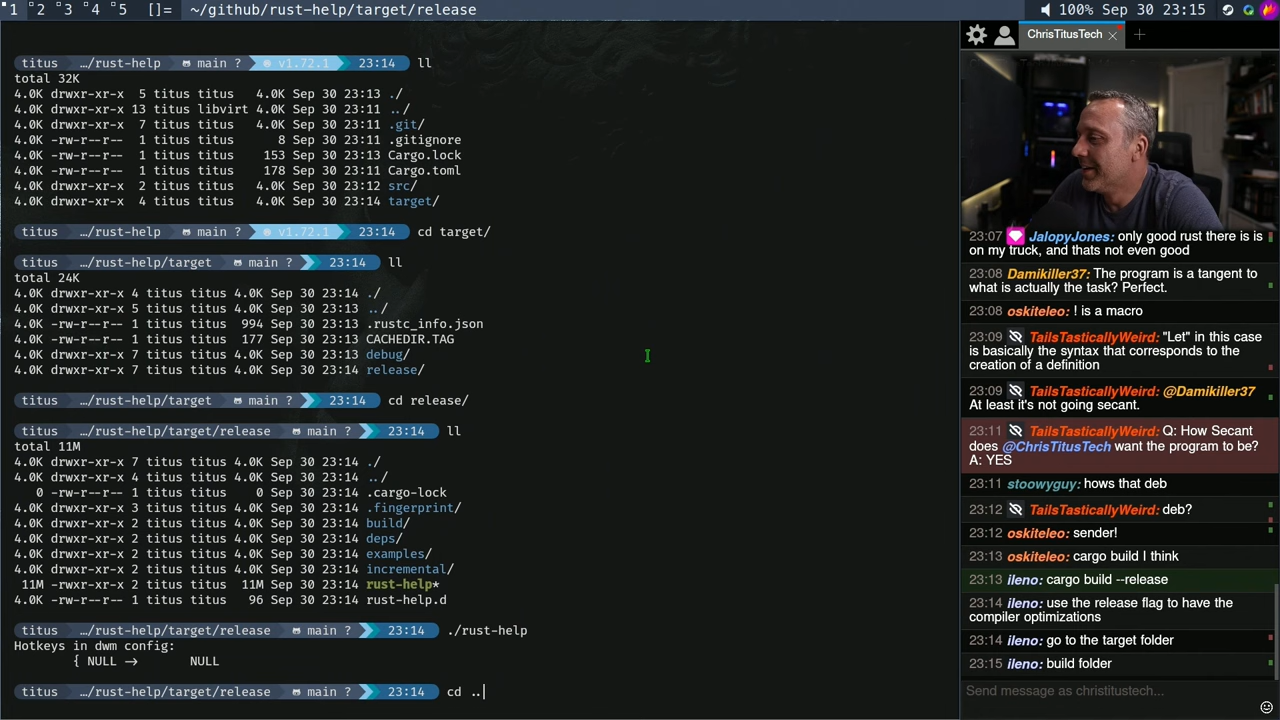 1 2 3 4 5 []= ~/github/rust-help/target/release 100% Sep 30 23:15
titus …/rust-help main ? v1.72.1 23:14 ll
total 32K
4.0K drwxr-xr-x 5 titus titus 4.0K Sep 30 23:13 ./
4.0K drwxr-xr-x 13 titus libvirt 4.0K Sep 30 23:11 ../
4.0K drwxr-xr-x 7 titus titus 4.0K Sep 30 23:11 .git/
4.0K -rw-r--r-- 1 titus titus 8 Sep 30 23:11 .gitignore
4.0K -rw-r--r-- 1 titus titus 153 Sep 30 23:13 Cargo.lock
4.0K -rw-r--r-- 1 titus titus 178 Sep 30 23:11 Cargo.toml
4.0K drwxr-xr-x 2 titus titus 4.0K Sep 30 23:12 src/
4.0K drwxr-xr-x 4 titus titus 4.0K Sep 30 23:14 target/
titus …/rust-help main ? v1.72.1 23:14 cd target/
titus …/rust-help/target main ? 23:14 ll
total 24K
4.0K drwxr-xr-x 4 titus titus 4.0K Sep 30 23:14 ./
4.0K drwxr-xr-x 5 titus titus 4.0K Sep 30 23:13 ../
4.0K -rw-r--r-- 1 titus titus 994 Sep 30 23:13 .rustc_info.json
4.0K -rw-r--r-- 1 titus titus 177 Sep 30 23:13 CACHEDIR.TAG
4.0K drwxr-xr-x 7 titus titus 4.0K Sep 30 23:13 debug/
4.0K drwxr-xr-x 7 titus titus 4.0K Sep 30 23:14 release/
titus …/rust-help/target main ? 23:14 cd release/
titus …/rust-help/target/release main ? 23:14 ll
total 11M
4.0K drwxr-xr-x 7 titus titus 4.0K Sep 30 23:14 ./
4.0K drwxr-xr-x 4 titus titus 4.0K Sep 30 23:14 ../
0 -rw-r--r-- 1 titus titus 0 Sep 30 23:14 .cargo-lock
4.0K drwxr-xr-x 3 titus titus 4.0K Sep 30 23:14 .fingerprint/
4.0K drwxr-xr-x 2 titus titus 4.0K Sep 30 23:14 build/
4.0K drwxr-xr-x 2 titus titus 4.0K Sep 30 23:14 deps/
4.0K drwxr-xr-x 2 titus titus 4.0K Sep 30 23:14 examples/
4.0K drwxr-xr-x 2 titus titus 4.0K Sep 30 23:14 incremental/
11M -rwxr-xr-x 2 titus titus 11M Sep 30 23:14 rust-help*
4.0K -rw-r--r-- 1 titus titus 96 Sep 30 23:14 rust-help.d
titus …/rust-help/target/release main ? 23:14 ./rust-help
Hotkeys in dwm config:
{ NULL → NULL
titus …/rust-help/target/release main ? 23:14 cd ..
ChrisTitusTech
23:07 JalopyJones: only good rust there is is
on my truck, and thats not even good
23:08 Damikiller37: The program is a tangent to
what is actually the task? Perfect.
23:08 oskiteleo: ! is a macro
23:09 TailsTastticallyWeird: "Let" in this case
is basically the syntax that corresponds to the
creation of a definition
23:09 TailsTasticallyWeird: @Damikiller37
At least it's not going secant.
23:11 TailsTasticallyWeird: Q: How Secant
does @ChrisTitusTech want the program to be?
A: YES
23:11 stoowyguy: hows that deb
23:12 TailsTasticallyWeird: deb?
23:12 oskiteleo: sender!
23:13 oskiteleo: cargo build I think
23:13 ileno: cargo build --release
23:14 ileno: use the release flag to have the
compiler optimizations
23:14 ileno: go to the target folder
23:15 ileno: build folder
Send message as christitustech...